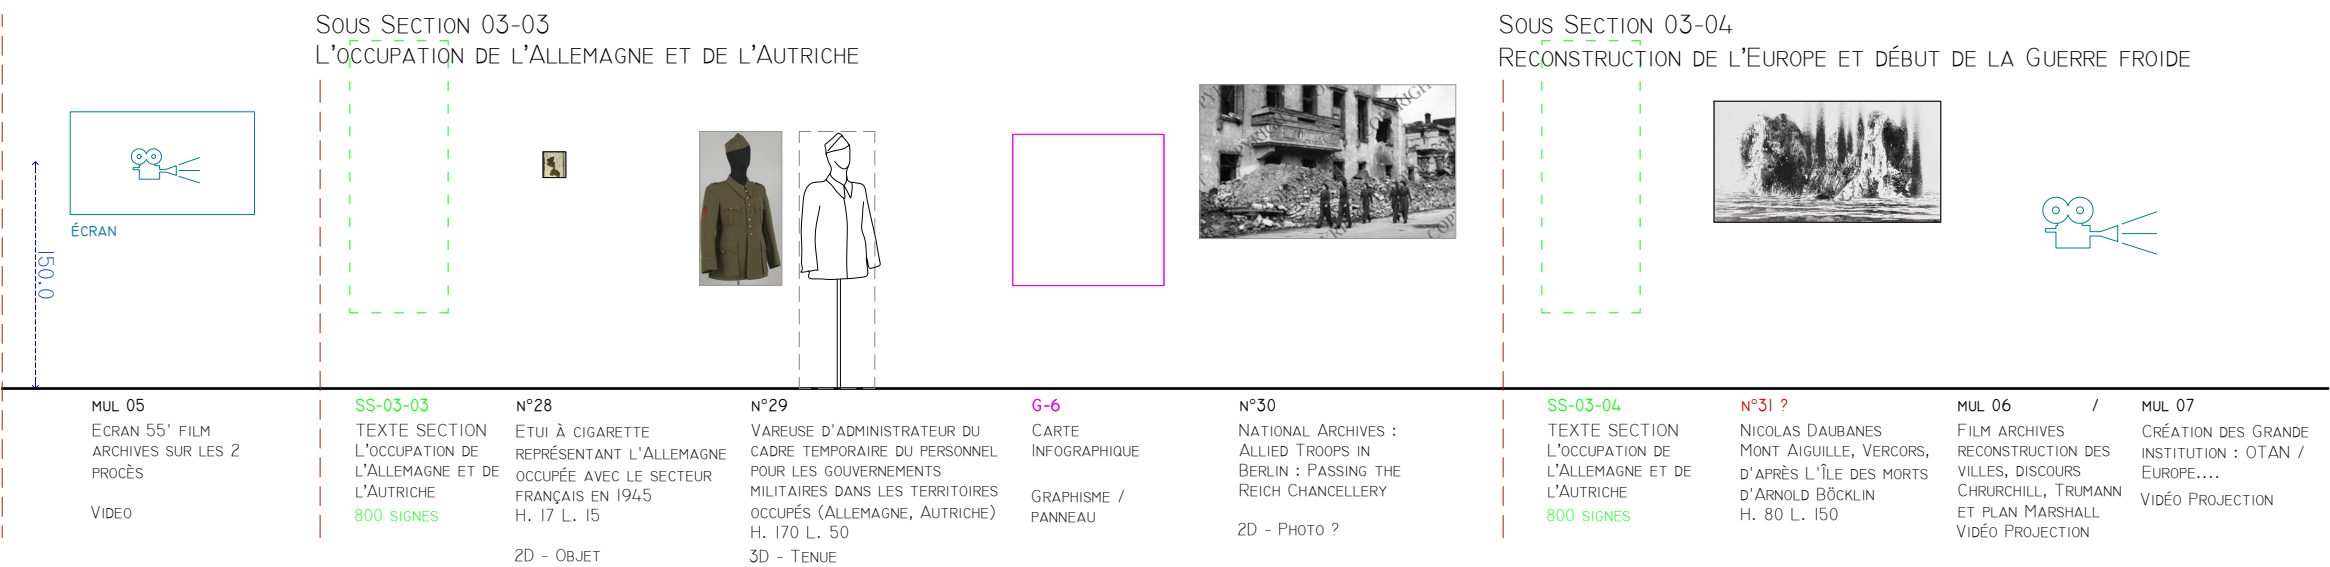 Sous Section 03-03
L'occupation de l'Allemagne et de l'Autriche
Sous Section 03-04
Reconstruction de l'Europe et début de la Guerre froide
Écran
150.0
mul 05
Ecran 55' film
archives sur les 2
procès
Video
SS-03-03
TEXTE SECTION
L'occupation de
l'Allemagne et de
l'Autriche
800 signes
n°28
Etui à cigarette
représentant l'Allemagne
occupée avec le secteur
français en 1945
H. 17 L. 15
2D - Objet
n°29
Vareuse d'administrateur du
cadre temporaire du personnel
pour les gouvernements
militaires dans les territoires
occupés (Allemagne, Autriche)
H. 170 L. 50
3D - Tenue
G-6
Carte
Infographique
Graphisme /
panneau
n°30
National Archives :
Allied Troops in
Berlin : Passing the
Reich Chancellery
2D - Photo ?
SS-03-04
TEXTE SECTION
L'occupation de
l'Allemagne et de
l'Autriche
800 signes
n°31 ?
Nicolas Daubanes
Mont Aiguille, Vercors,
d'après L'Île des morts
d'Arnold Böcklin
H. 80 L. 150
mul 06 /
Film archives
reconstruction des
villes, discours
Chrurchill, Trumann
et plan Marshall
Vidéo Projection
mul 07
Création des Grande
institution : OTAN /
Europe....
Vidéo Projection